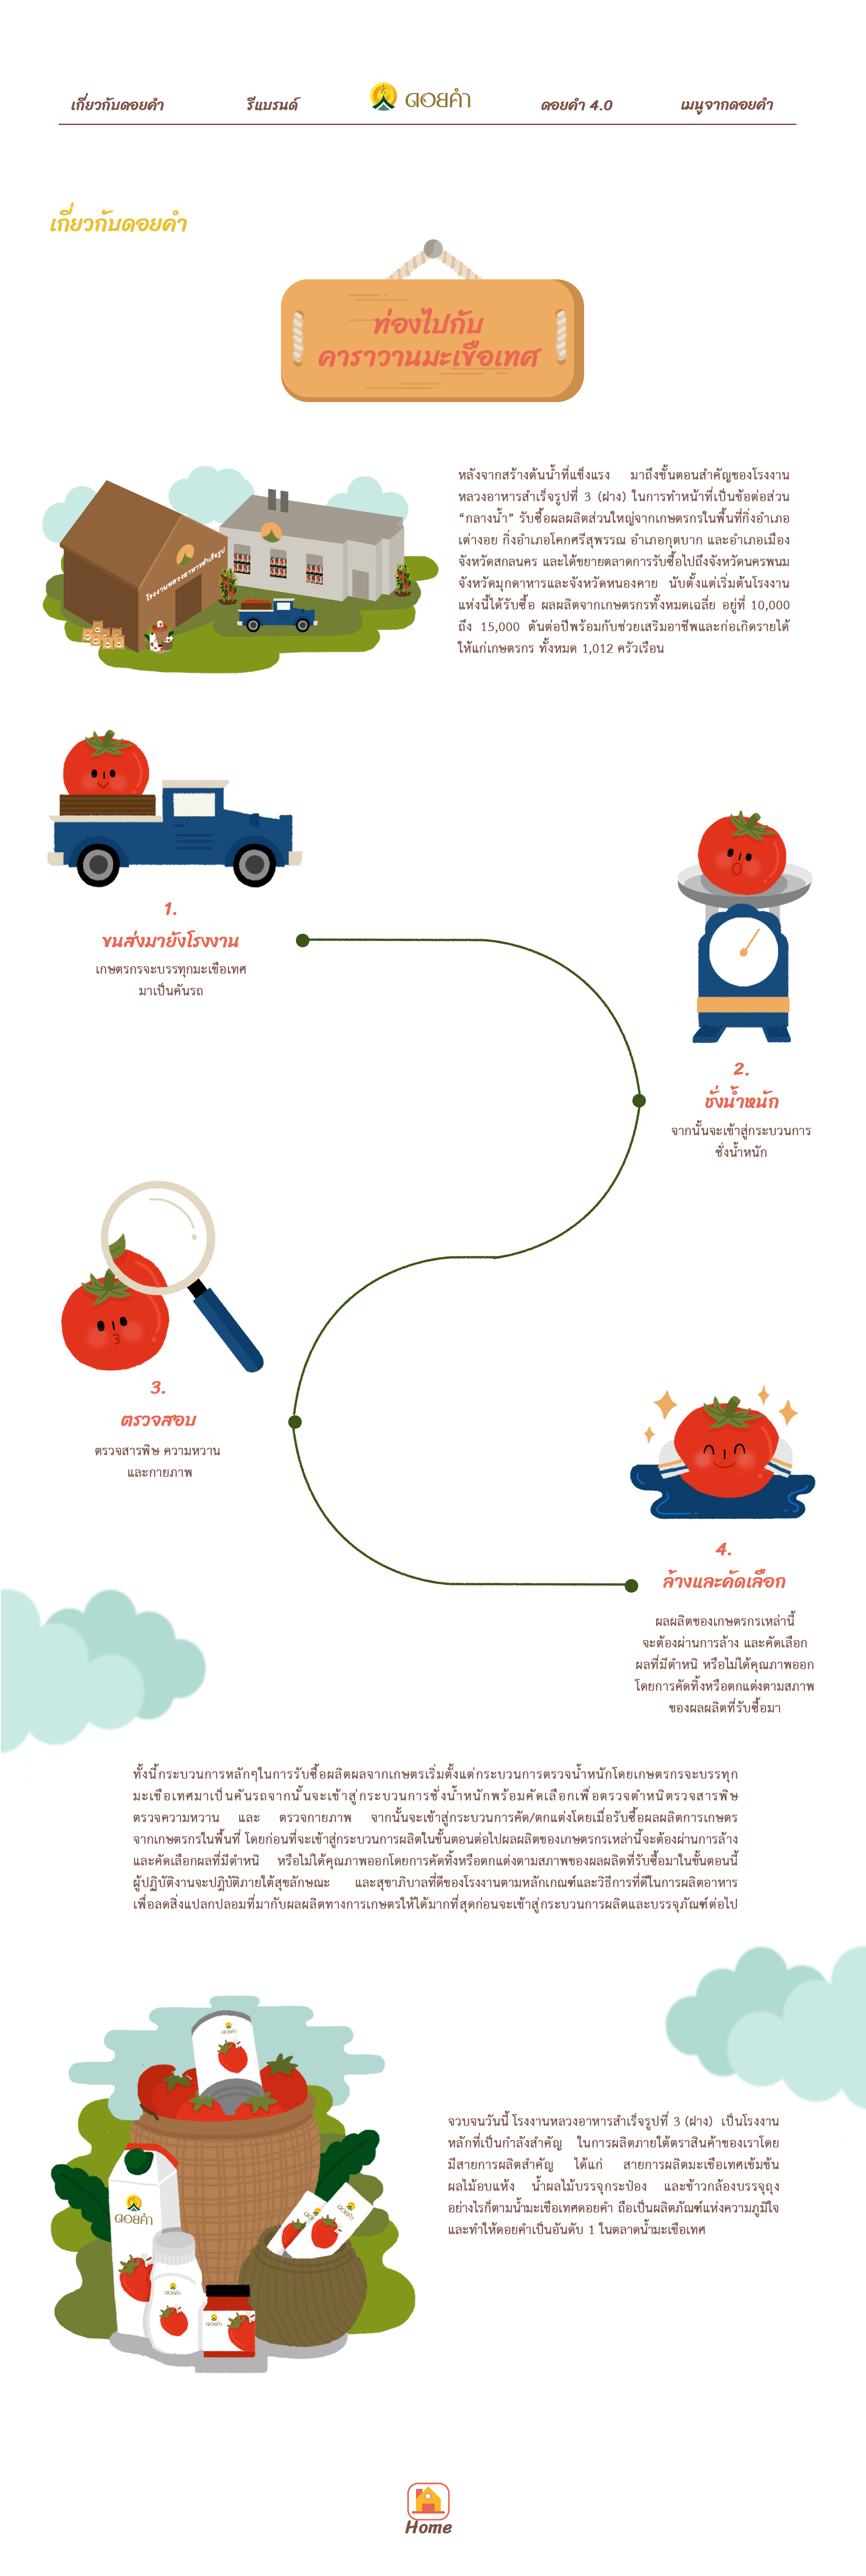 เกี่ยวกับดอยคำ
รีแบรนด์
ดอยคำ
ดอยคำ 4.0
เมนูจากดอยคำ
เกี่ยวกับดอยคำ
ท่องไปกับ
คาราวานมะเขือเทศ
โรงงานหลวงอาหารสำเร็จรูป
หลังจากสร้างต้นน้ำที่แข็งแรง มาถึงขั้นตอนสำคัญของโรงงาน
หลวงอาหารสำเร็จรูปที่ 3 (ฝาง) ในการทำหน้าที่เป็นข้อต่อส่วน
“กลางน้ำ” รับซื้อผลผลิตส่วนใหญ่จากเกษตรกรในพื้นที่กิ่งอำเภอ
เต่างอย กิ่งอำเภอโคกศรีสุพรรณ อำเภอกุดบาก และอำเภอเมือง
จังหวัดสกลนคร และได้ขยายตลาดการรับซื้อไปถึงจังหวัดนครพนม
จังหวัดมุกดาหารและจังหวัดหนองคาย นับตั้งแต่เริ่มต้นโรงงาน
แห่งนี้ได้รับซื้อ ผลผลิตจากเกษตรกรทั้งหมดเฉลี่ย อยู่ที่ 10,000
ถึง 15,000 ตันต่อปีพร้อมกับช่วยเสริมอาชีพและก่อเกิดรายได้
ให้แก่เกษตรกร ทั้งหมด 1,012 ครัวเรือน
1.
ขนส่งมายังโรงงาน
เกษตรกรจะบรรทุกมะเขือเทศ
มาเป็นคันรถ
2.
ชั่งน้ำหนัก
จากนั้นจะเข้าสู่กระบวนการ
ชั่งน้ำหนัก
3.
ตรวจสอบ
ตรวจสารพิษ ความหวาน
และกายภาพ
4.
ล้างและคัดเลือก
ผลผลิตของเกษตรกรเหล่านี้
จะต้องผ่านการล้าง และคัดเลือก
ผลที่มีตำหนิ หรือไม่ได้คุณภาพออก
โดยการคัดทิ้งหรือตกแต่งตามสภาพ
ของผลผลิตที่รับซื้อมา
ทั้งนี้กระบวนการหลักๆในการรับซื้อผลิตผลจากเกษตรเริ่มตั้งแต่กระบวนการตรวจน้ำหนักโดยเกษตรกรจะบรรทุก
มะเขือเทศมาเป็นคันรถจากนั้นจะเข้าสู่กระบวนการชั่งน้ำหนักพร้อมคัดเลือกเพื่อตรวจตำหนิตรวจสารพิษ
ตรวจความหวาน และ ตรวจกายภาพ จากนั้นจะเข้าสู่กระบวนการคัด/ตกแต่งโดยเมื่อรับซื้อผลผลิตการเกษตร
จากเกษตรกรในพื้นที่ โดยก่อนที่จะเข้าสู่กระบวนการผลิตในขั้นตอนต่อไปผลผลิตของเกษตรกรเหล่านี้จะต้องผ่านการล้าง
และคัดเลือกผลที่มีตำหนิ หรือไม่ได้คุณภาพออกโดยการคัดทิ้งหรือตกแต่งตามสภาพของผลผลิตที่รับซื้อมาในขั้นตอนนี้
ผู้ปฏิบัติงานจะปฎิบัติภายใต้สุขลักษณะ และสุขาภิบาลที่ดีของโรงงานตามหลักเกณฑ์และวิธีการที่ดีในการผลิตอาหาร
เพื่อลดสิ่งแปลกปลอมที่มากับผลผลิตทางการเกษตรให้ได้มากที่สุดก่อนจะเข้าสู่กระบวนการผลิตและบรรจุภัณฑ์ต่อไป
ดอยคำ
ดอยคำ
ดอยคำ
ดอยคำ
จวบจนวันนี้ โรงงานหลวงอาหารสำเร็จรูปที่ 3 (ฝาง) เป็นโรงงาน
หลักที่เป็นกำลังสำคัญ ในการผลิตภายใต้ตราสินค้าของเราโดย
มีสายการผลิตสำคัญ ได้แก่ สายการผลิตมะเขือเทศเข้มข้น
ผลไม้อบแห้ง น้ำผลไม้บรรจุกระป๋อง และข้าวกล้องบรรจุถุง
อย่างไรก็ตามน้ำมะเขือเทศดอยคำ ถือเป็นผลิตภัณฑ์แห่งความภูมิใจ
และทำให้ดอยคำเป็นอันดับ 1 ในตลาดน้ำมะเขือเทศ
Home